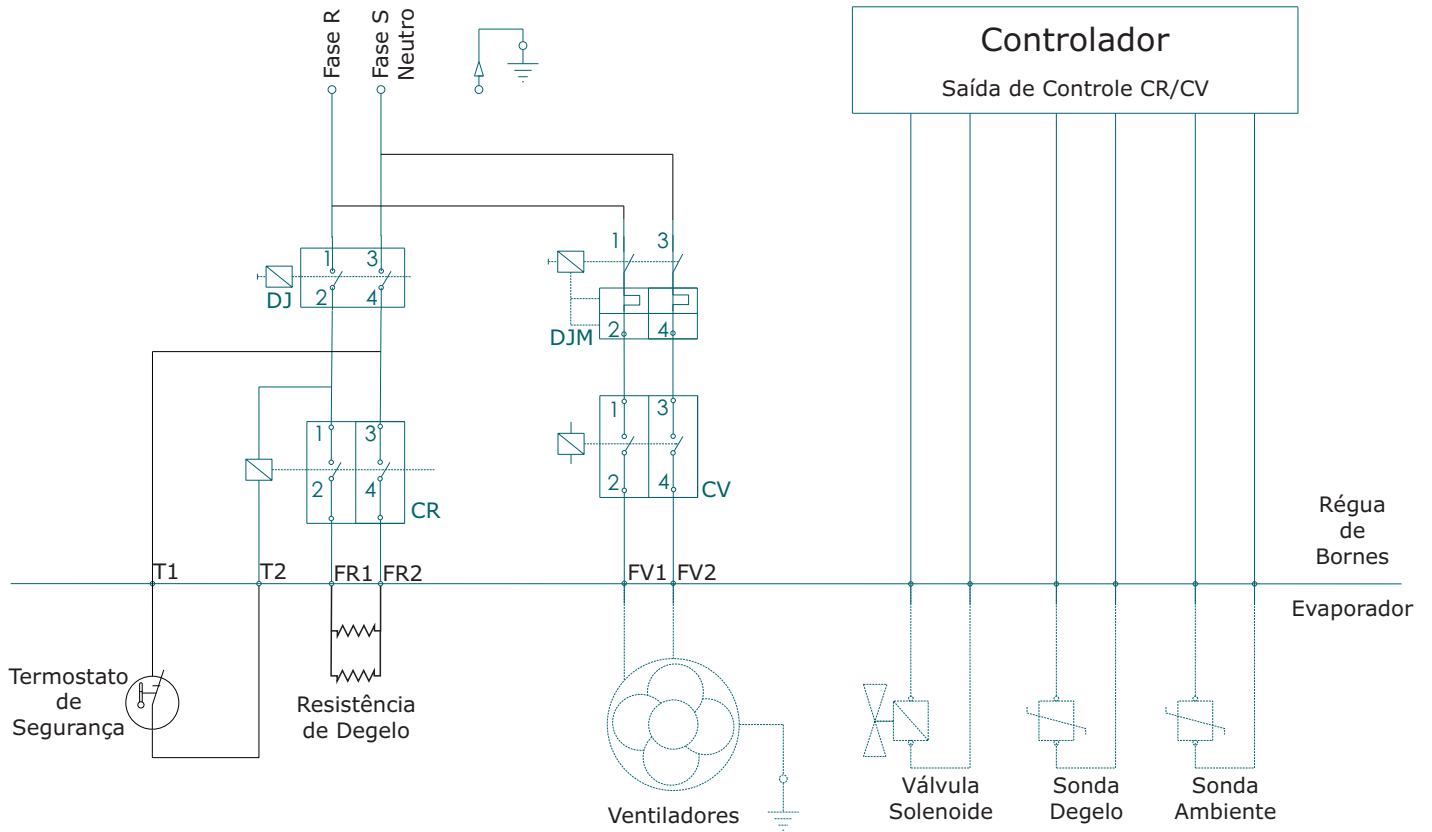 Fase R
Fase S
Neutro
Controlador
Saída de Controle CR/CV
1
3
2
4
DJ
1
3
2
4
DJM
1
3
2
4
CR
1
3
2
4
CV
Régua
de
Bornes
T1
T2
FR1
FR2
FV1
FV2
Evaporador
Termostato
de
Segurança
Resistência
de Degelo
Ventiladores
Válvula
Solenoide
Sonda
Degelo
Sonda
Ambiente